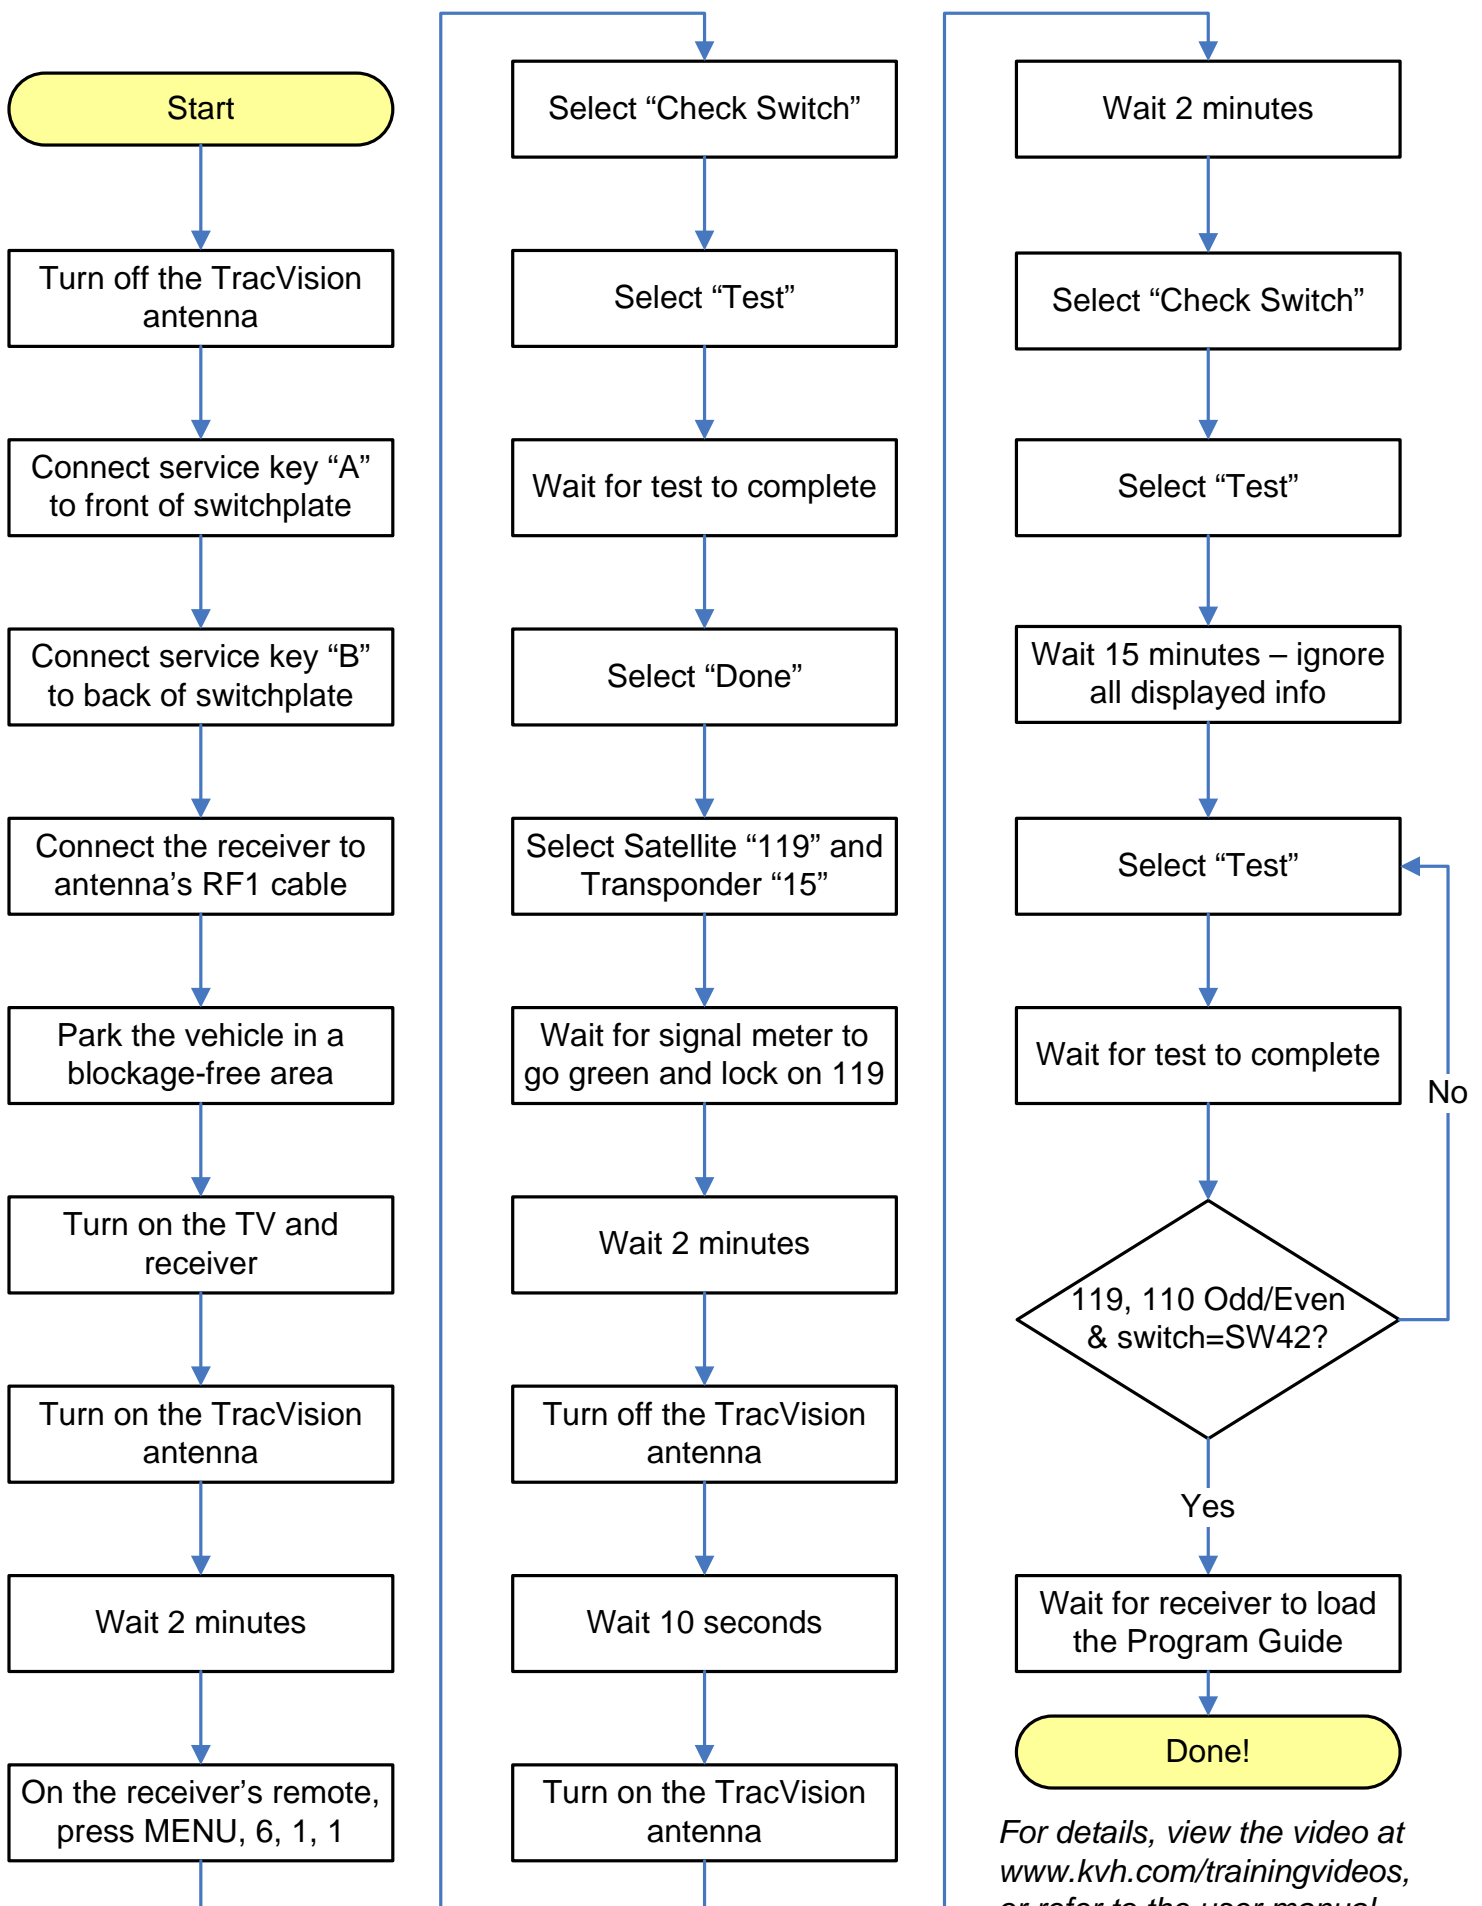 Start
Turn off the TracVision
antenna
Connect service key “A”
to front of switchplate
Connect service key “B”
to back of switchplate
Connect the receiver to
antenna’s RF1 cable
Park the vehicle in a
blockage-free area
Turn on the TV and
receiver
Turn on the TracVision
antenna
Wait 2 minutes
On the receiver’s remote,
press MENU, 6, 1, 1
Select “Check Switch”
Select “Test”
Wait for test to complete
Select “Done”
Select Satellite “119” and
Transponder “15”
Wait for signal meter to
go green and lock on 119
Wait 2 minutes
Turn off the TracVision
antenna
Wait 10 seconds
Turn on the TracVision
antenna
Wait 2 minutes
Select “Check Switch”
Select “Test”
Wait 15 minutes – ignore
all displayed info
Select “Test”
Wait for test to complete
No
119, 110 Odd/Even
& switch=SW42?
Yes
Wait for receiver to load
the Program Guide
Done!
For details, view the video at
www.kvh.com/trainingvideos,
or refer to the user manual